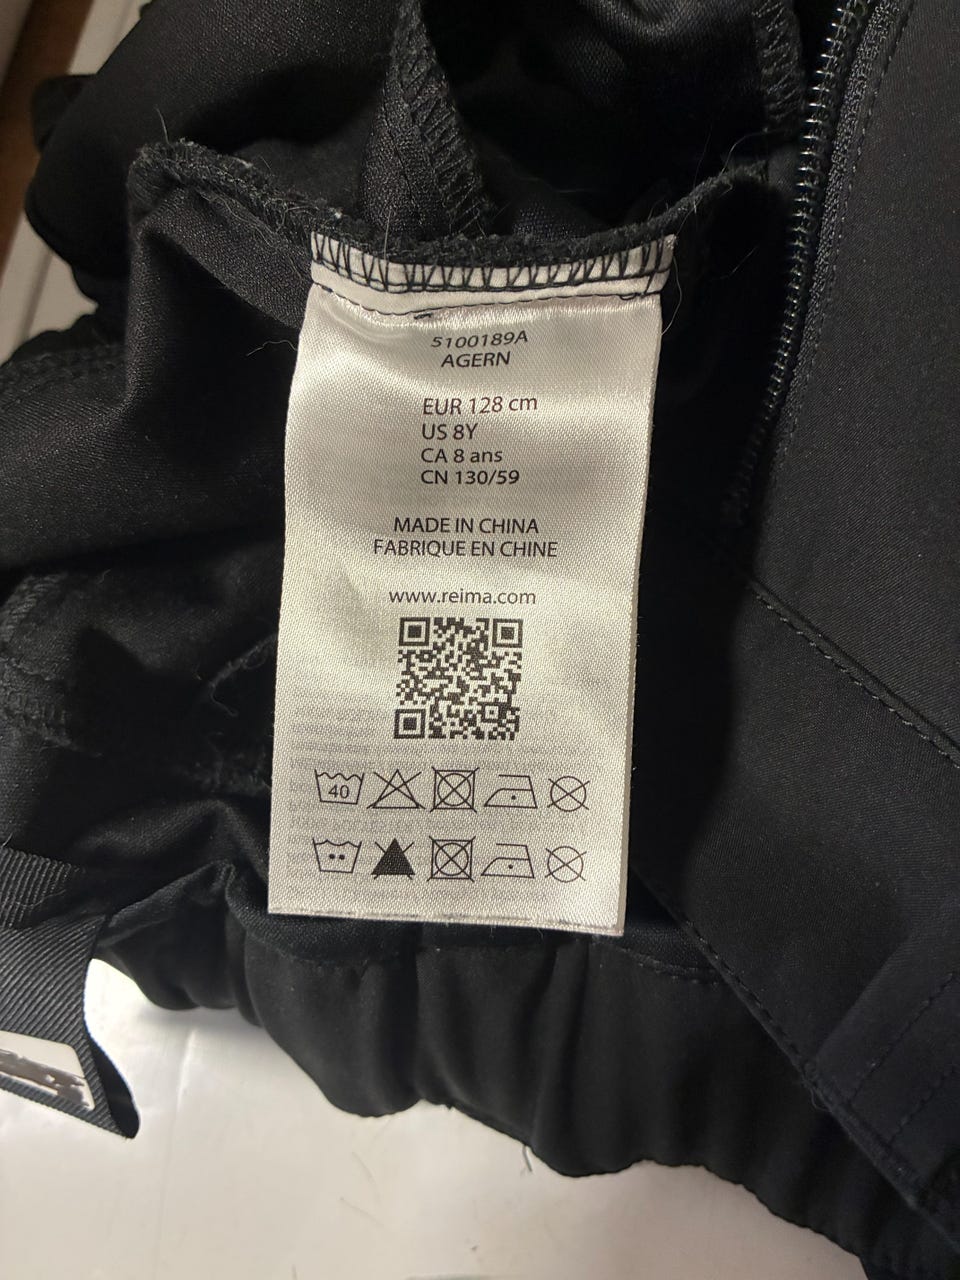 5100189A
AGERN
EUR 128 cm
US 8Y
CA 8 ans
CN 130/59
MADE IN CHINA
FABRIQUE EN CHINE
www.reima.com
40